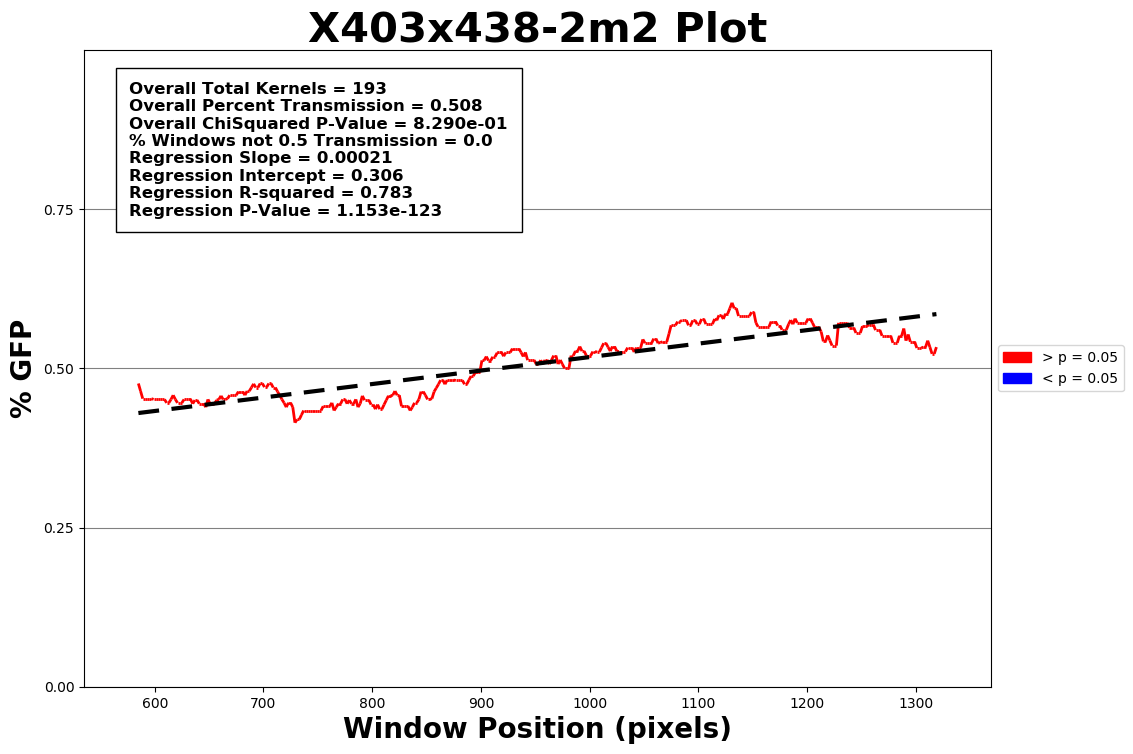 X403x438-2m2 Plot
Overall Total Kernels = 193
Overall Percent Transmission = 0.508
Overall ChiSquared P-Value = 8.290e-01
% Windows not 0.5 Transmission = 0.0
Regression Slope = 0.00021
Regression Intercept = 0.306
Regression R-squared = 0.783
Regression P-Value = 1.153e-123
% GFP
0.75
0.50
0.25
0.00
> p = 0.05
< p = 0.05
600 700 800 900 1000 1100 1200 1300
Window Position (pixels)